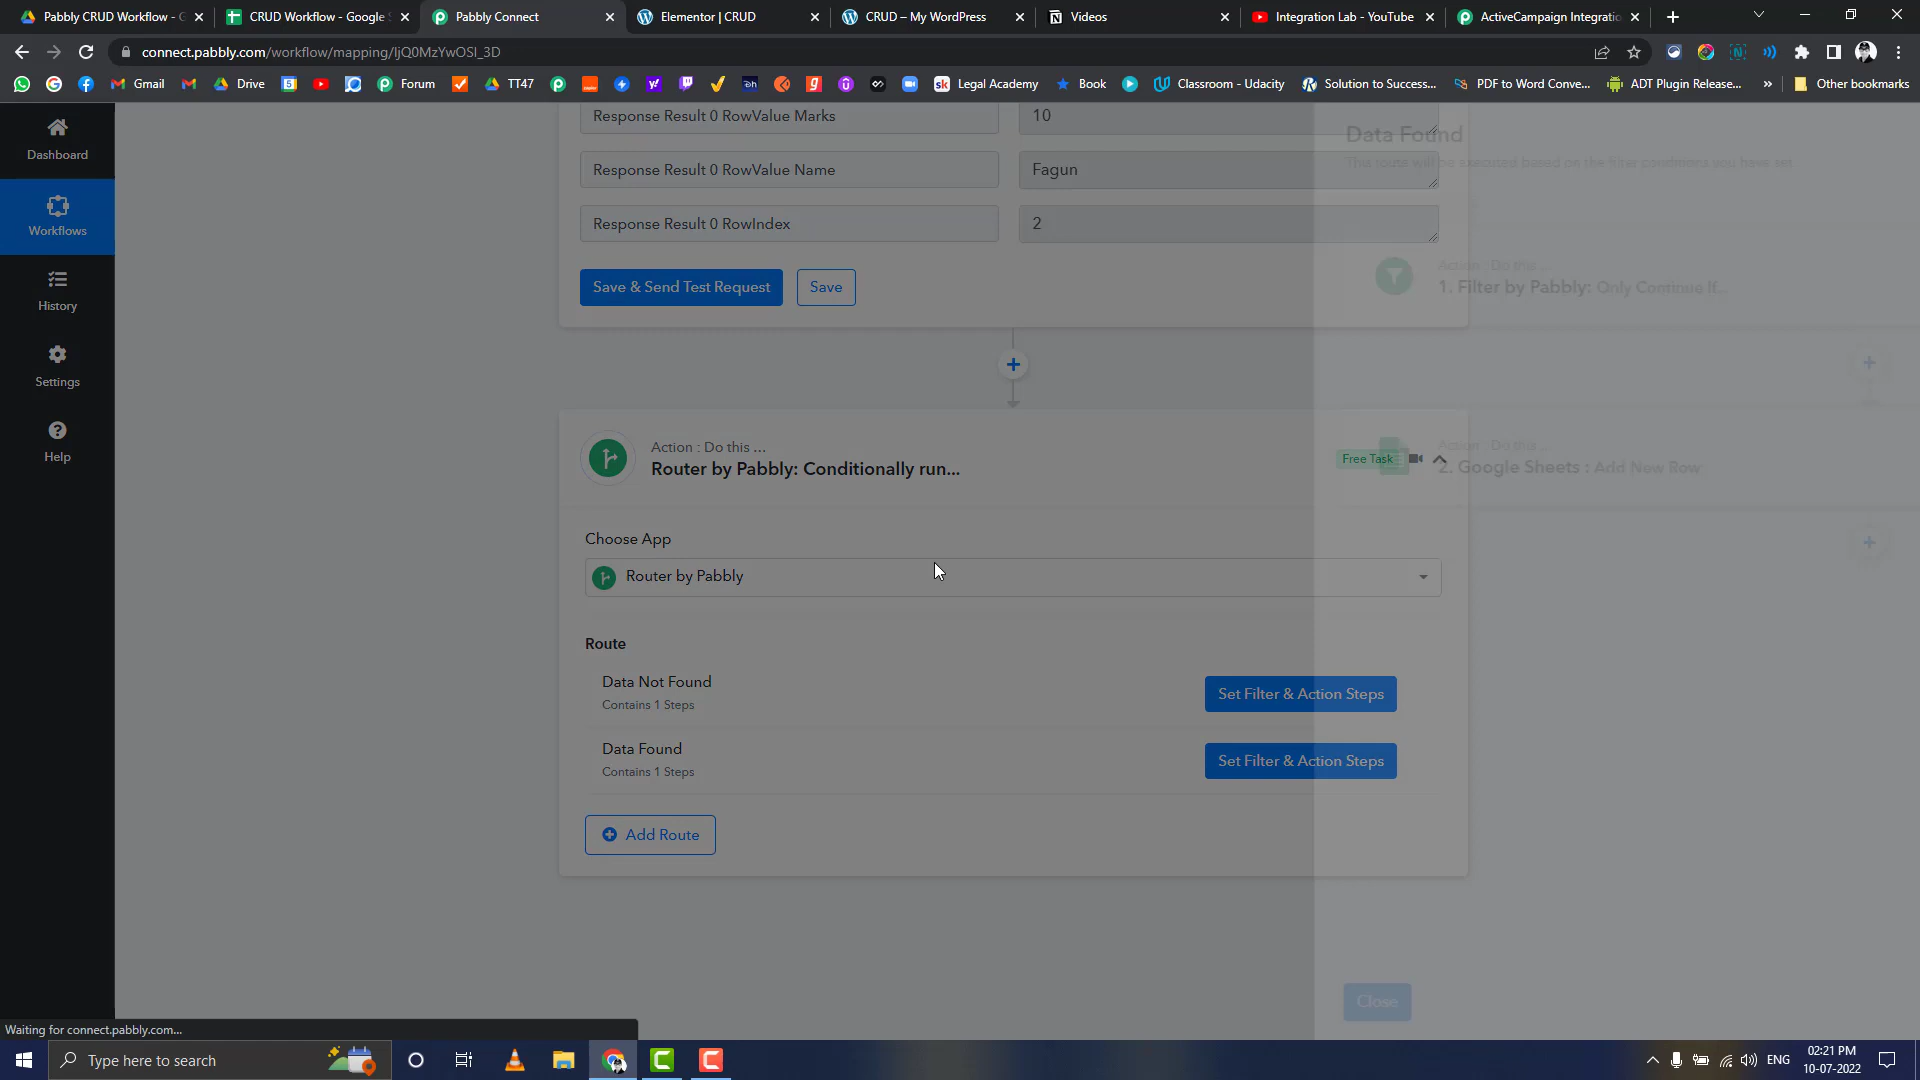 Pabbly CRUD Workflow - G
CRUD Workflow - Google S
Pabbly Connect
Elementor | CRUD
CRUD – My WordPress
Videos
Integration Lab - YouTube
ActiveCampaign Integratio
connect.pabbly.com/workflow/mapping/IjQ0MzYwOSI_3D
Gmail
Drive
Forum
TT47
Legal Academy
Book
Classroom - Udacity
Solution to Success...
PDF to Word Conve...
ADT Plugin Release...
Other bookmarks
Dashboard
Workflows
History
Settings
Help
Response Result 0 RowValue Marks
10
Response Result 0 RowValue Name
Fagun
Response Result 0 RowIndex
2
Save & Send Test Request
Save
Data Found
This route will be executed based on the filter conditions you have set
Action : Do this ...
1. Filter by Pabbly: Only Continue If...
Action : Do this ...
Router by Pabbly: Conditionally run...
Free Task
Action : Do this ...
2. Google Sheets : Add New Row
Choose App
Router by Pabbly
Route
Data Not Found
Contains 1 Steps
Set Filter & Action Steps
Data Found
Contains 1 Steps
Set Filter & Action Steps
Add Route
Close
Waiting for connect.pabbly.com...
Type here to search
ENG
02:21 PM
10-07-2022